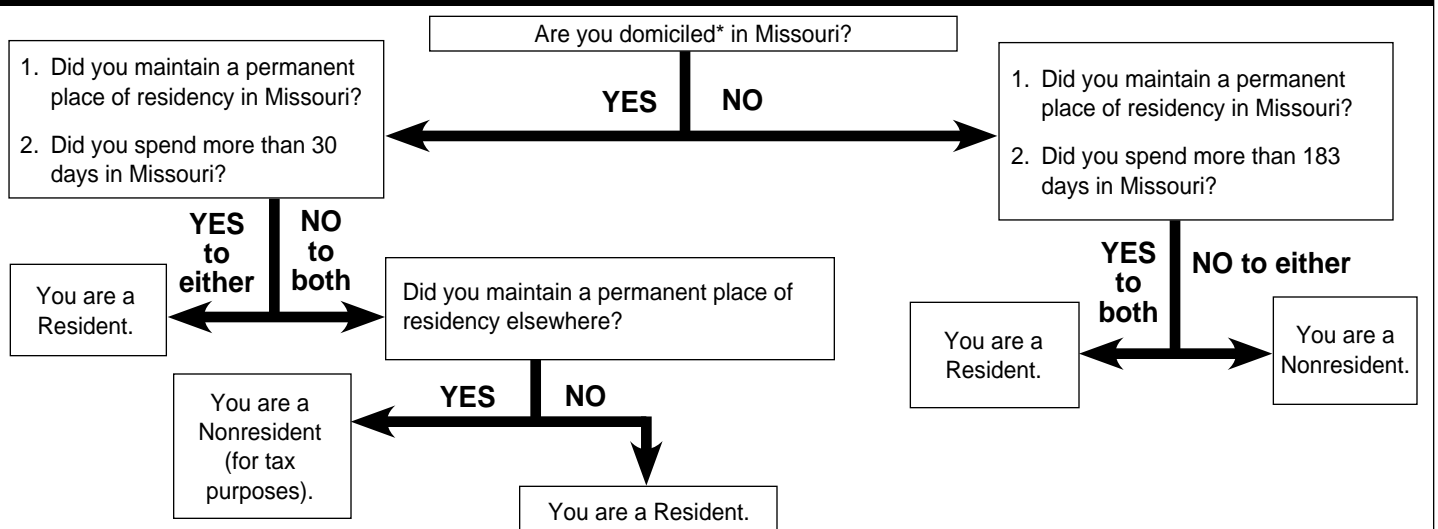 Are you domiciled* in Missouri?
YES
NO
1. Did you maintain a permanent
place of residency in Missouri?
2. Did you spend more than 30
days in Missouri?
YES
to
either
NO
to
both
You are a
Resident.
Did you maintain a permanent place of
residency elsewhere?
YES
NO
You are a
Nonresident
(for tax
purposes).
You are a Resident.
1. Did you maintain a permanent
place of residency in Missouri?
2. Did you spend more than 183
days in Missouri?
YES
to
both
NO to either
You are a
Resident.
You are a
Nonresident.